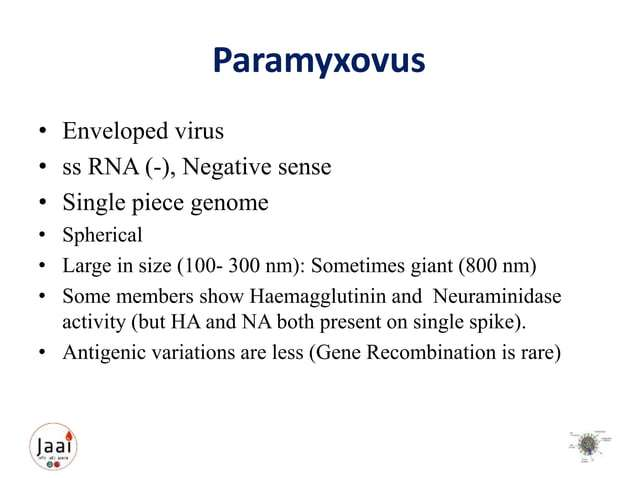 Paramyxovus
• Enveloped virus
• ss RNA (-), Negative sense
• Single piece genome
• Spherical
• Large in size (100- 300 nm): Sometimes giant (800 nm)
• Some members show Haemagglutinin and Neuraminidase
activity (but HA and NA both present on single spike).
• Antigenic variations are less (Gene Recombination is rare)
Jaai